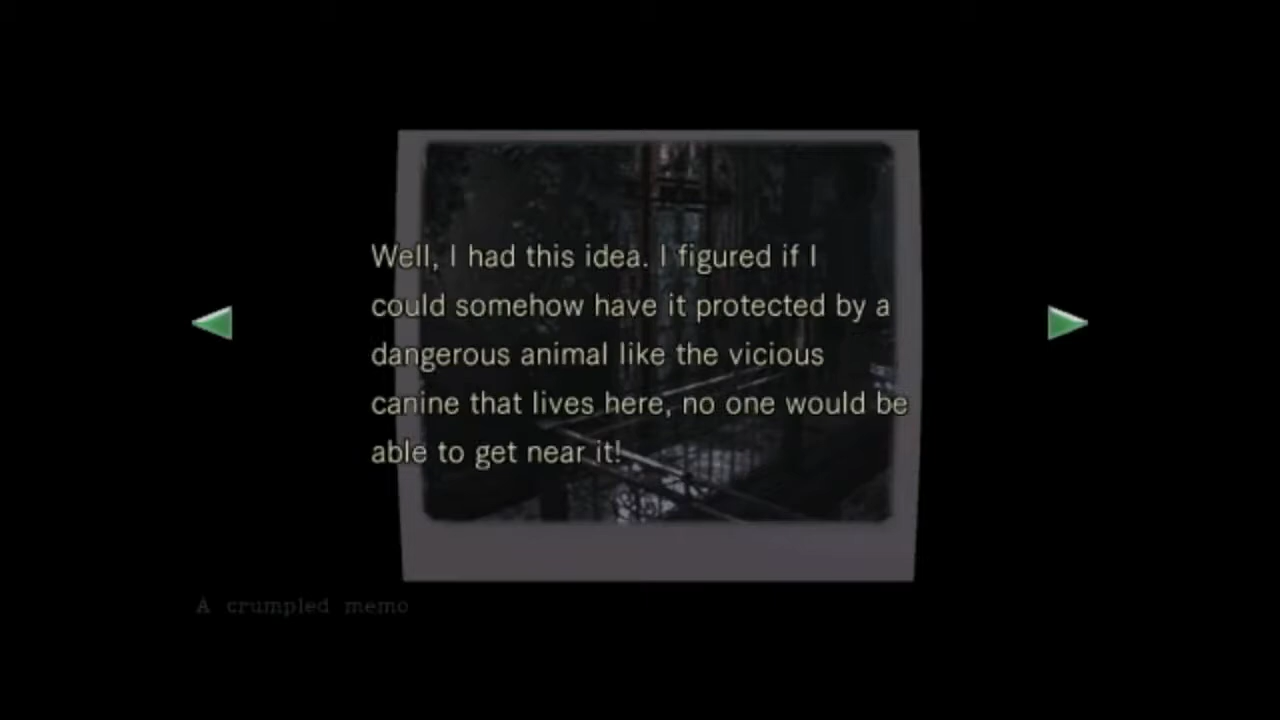 Well, I had this idea. I figured if I
could somehow have it protected by a
dangerous animal like the vicious
canine that lives here, no one would be
able to get near it!
A crumpled memo